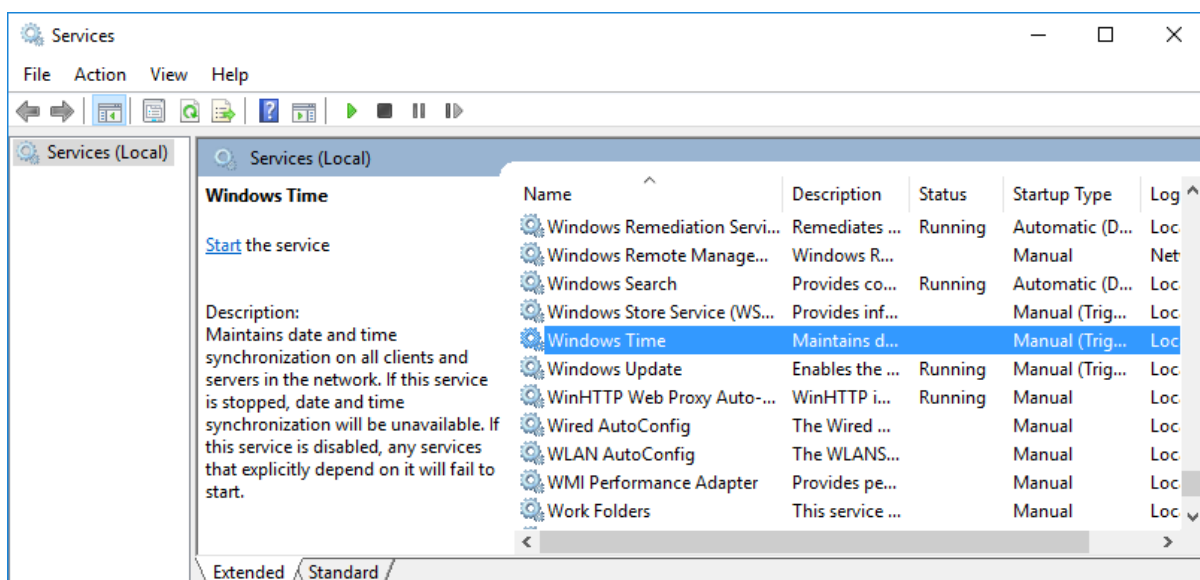 Services
File Action View Help
Services (Local)
Services (Local)
Windows Time
Start the service
Description:
Maintains date and time
synchronization on all clients and
servers in the network. If this service
is stopped, date and time
synchronization will be unavailable. If
this service is disabled, any services
that explicitly depend on it will fail to
start.
Name Description Status Startup Type Log
Windows Remediation Servi... Remediates ... Running Automatic (D... Loc
Windows Remote Manage... Windows R... Manual Net
Windows Search Provides co... Running Automatic (D... Loc
Windows Store Service (WS... Provides inf... Manual (Trig... Loc
Windows Time Maintains d... Manual (Trig... Loc
Windows Update Enables the ... Running Manual (Trig... Loc
WinHTTP Web Proxy Auto-... WinHTTP i... Running Manual Loc
Wired AutoConfig The Wired ... Manual Loc
WLAN AutoConfig The WLANS... Manual Loc
WMI Performance Adapter Provides pe... Manual Loc
Work Folders This service ... Manual Loc
Extended Standard